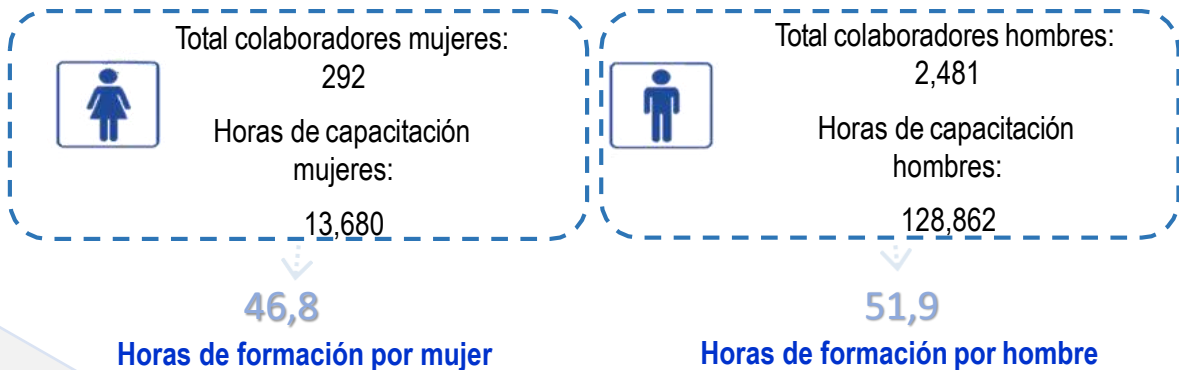 Total colaboradores mujeres:
292
Horas de capacitación
mujeres:
13,680
46,8
Horas de formación por mujer
Total colaboradores hombres:
2,481
Horas de capacitación
hombres:
128,862
51,9
Horas de formación por hombre